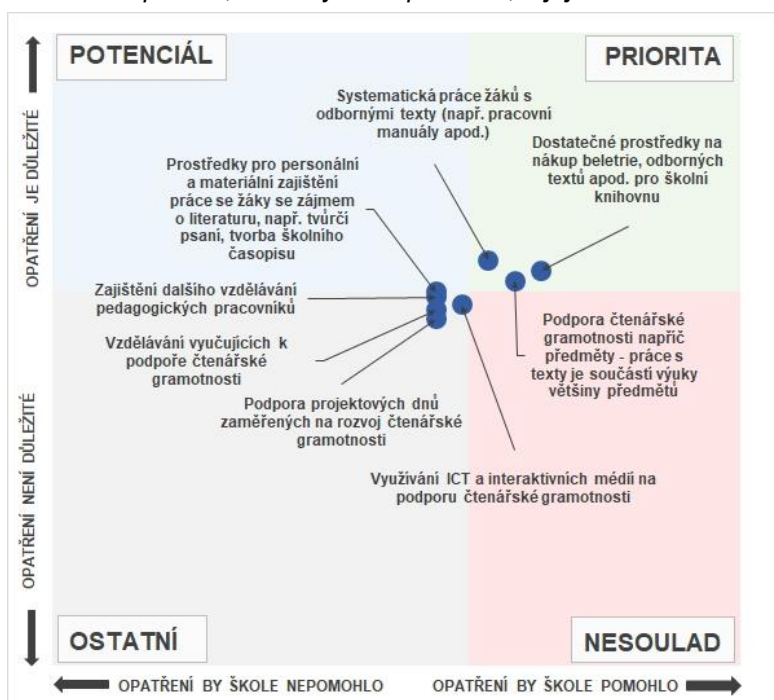 POTENCIÁL
PRIORITA
Systematická práce žáků s
odbornými texty (např. pracovní
manuály apod.)
Dostatečné prostředky na
nákup beletrie, odborných
textů apod. pro školní
knihovnu
Prostředky pro personální
a materiální zajištění
práce se žáky se zájmem
o literaturu, např. tvůrčí
psaní, tvorba školního
časopisu
Zajištění dalšího vzdělávání
pedagogických pracovníků
Vzdělávání vyučujících k
podpoře čtenářské
gramotnosti
Podpora čtenářské
gramotnosti napříč
předměty - práce s
texty je součástí výuky
většiny předmětů
Podpora projektových dnů
zaměřených na rozvoj čtenářské
gramotnosti
Využívání ICT a interaktivních médií na
podporu čtenářské gramotnosti
OSTATNÍ
NESOULAD
OPATŘENÍ JE DŮLEŽITÉ
OPATŘENÍ NENÍ DŮLEŽITÉ
OPATŘENÍ BY ŠKOLE NEPOMOHLO
OPATŘENÍ BY ŠKOLE POMOHLO